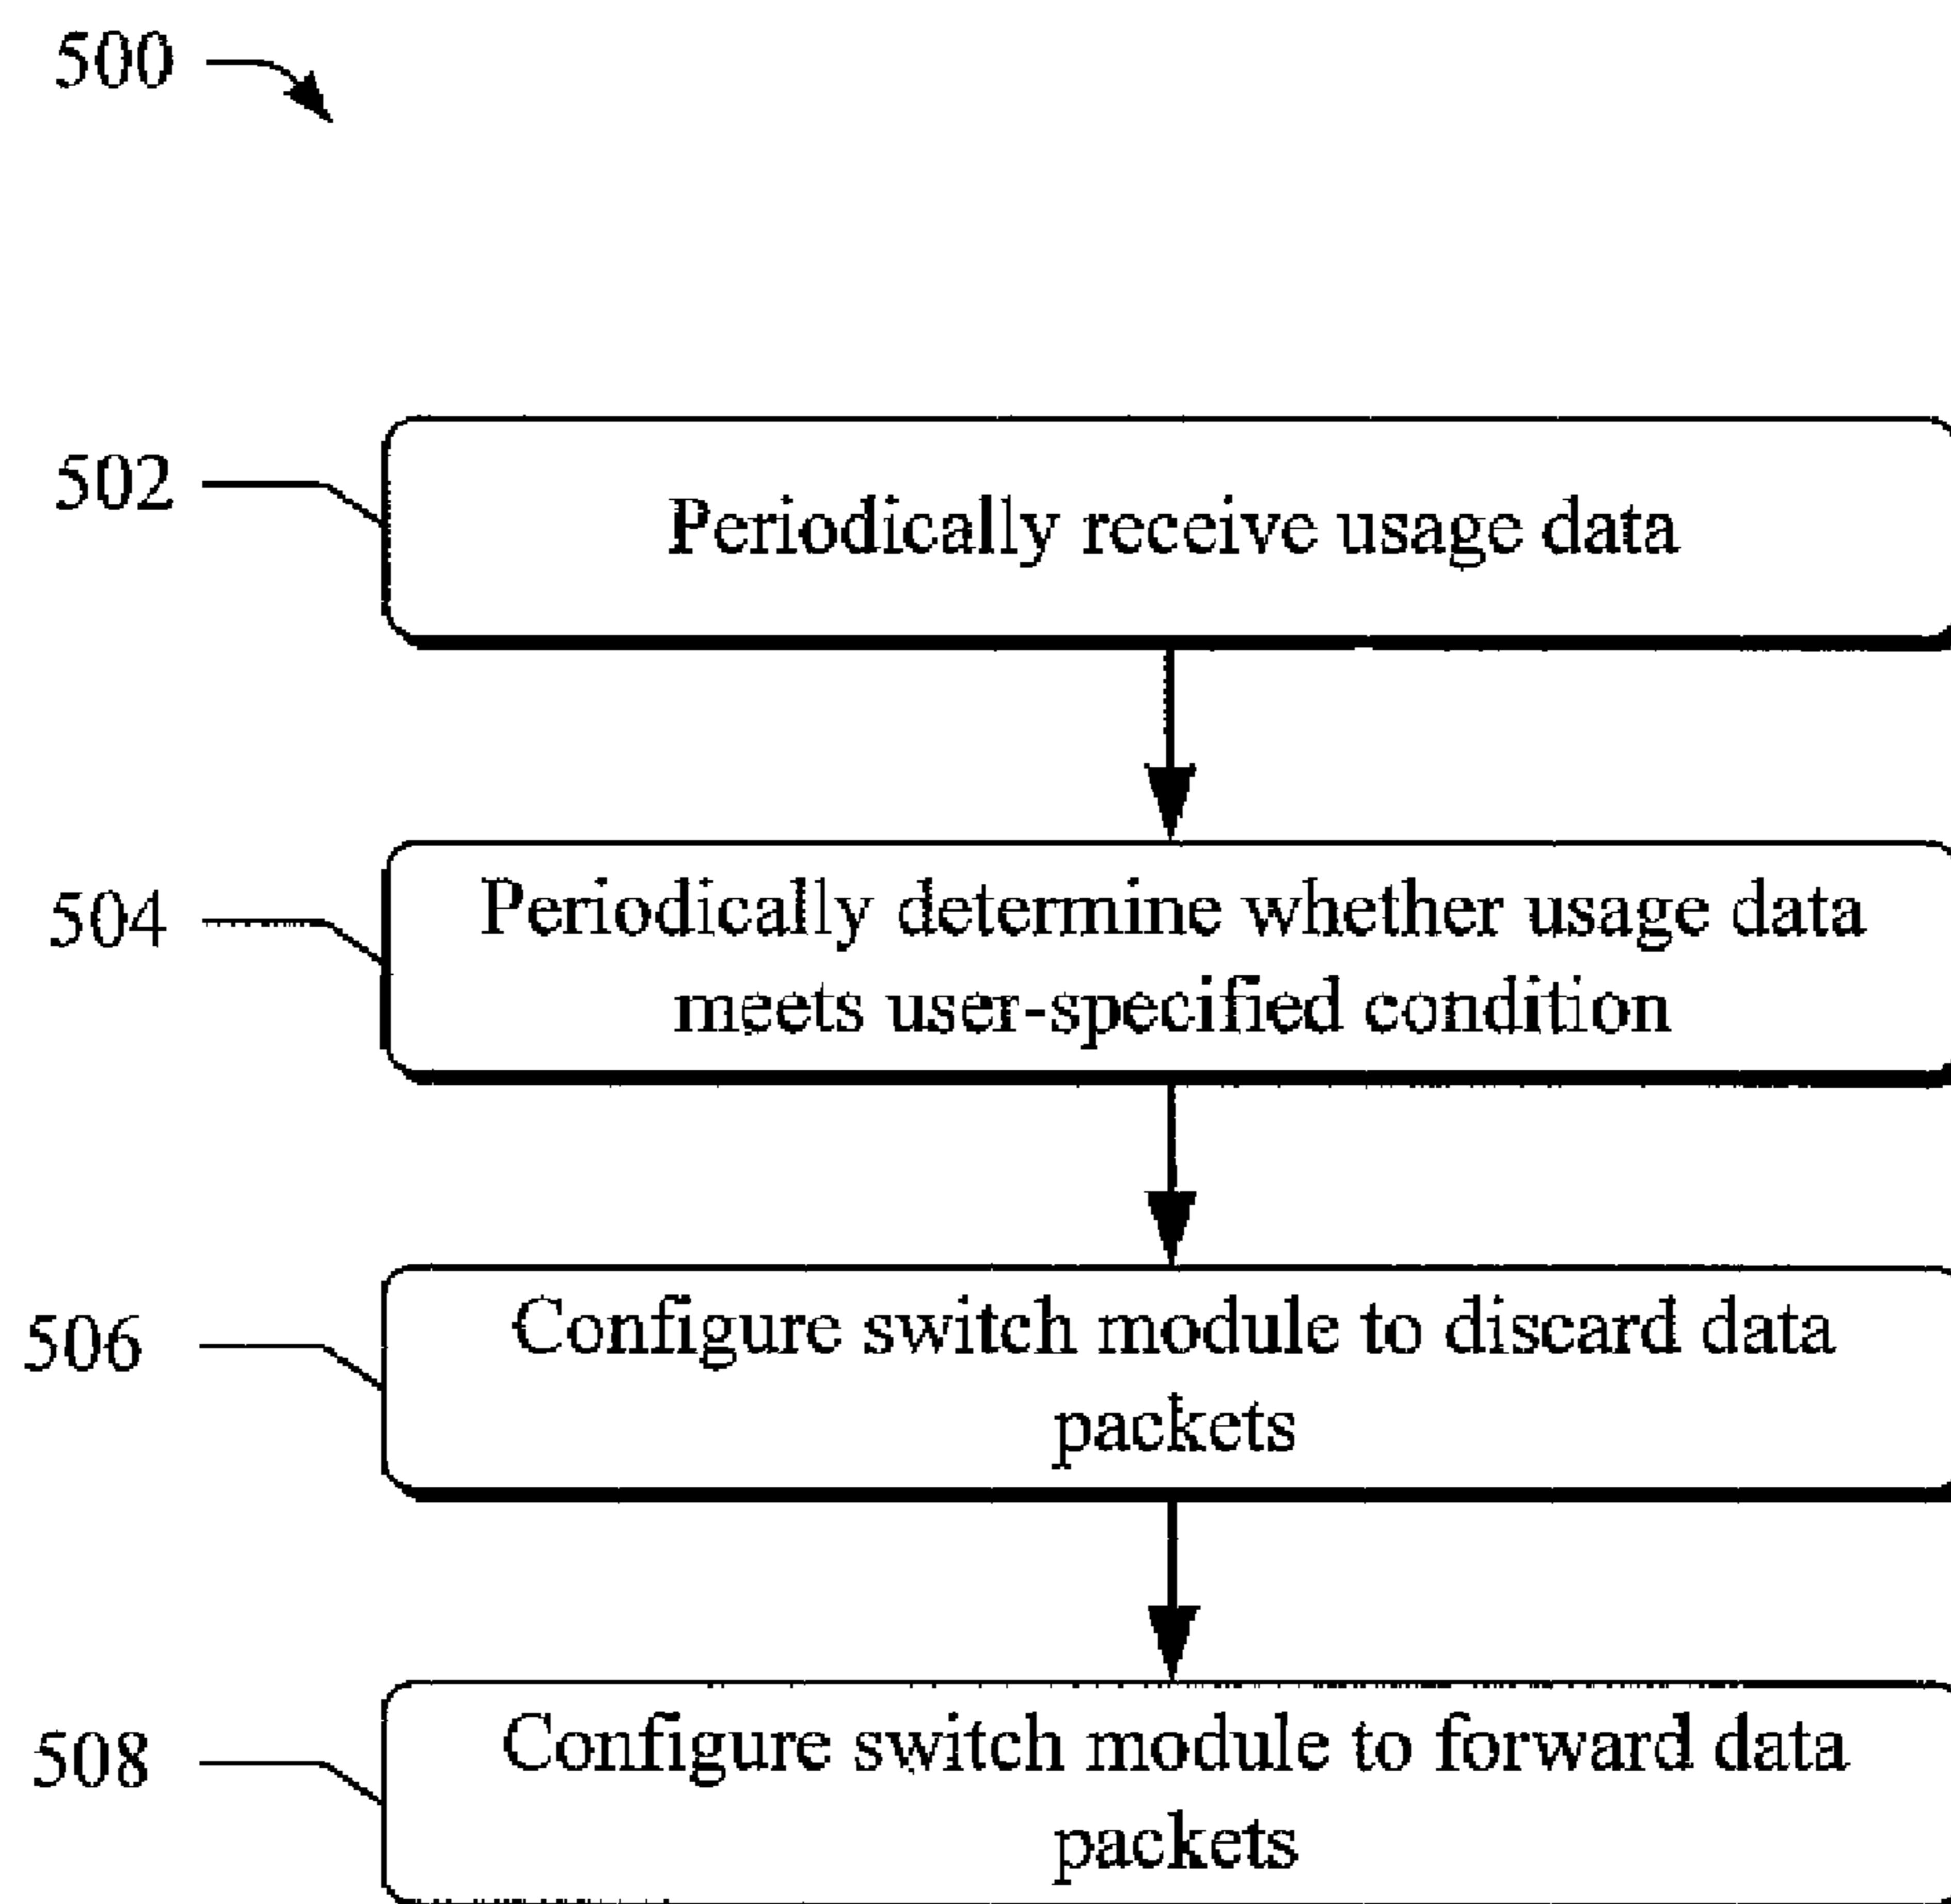 500
502
Periodically receive usage data
504
Periodically determine whether usage data
meets user-specified condition
506
Configure switch module to discard data
packets
508
Configure switch module to forward data
packets